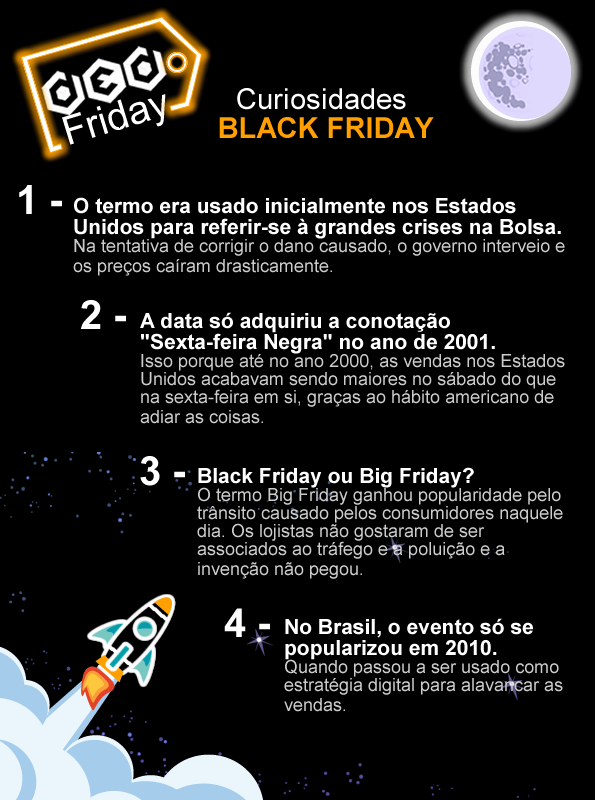 Friday
Curiosidades
BLACK FRIDAY
1 - O termo era usado inicialmente nos Estados
Unidos para referir-se à grandes crises na Bolsa.
Na tentativa de corrigir o dano causado, o governo interveio e
os preços caíram drasticamente.
2 - A data só adquiriu a conotação
"Sexta-feira Negra" no ano de 2001.
Isso porque até no ano 2000, as vendas nos Estados
Unidos acabavam sendo maiores no sábado do que
na sexta-feira em si, graças ao hábito americano de
adiar as coisas.
3 - Black Friday ou Big Friday?
O termo Big Friday ganhou popularidade pelo
trânsito causado pelos consumidores naquele
dia. Os lojistas não gostaram de ser
associados ao tráfego e a poluição e a
invenção não pegou.
4 - No Brasil, o evento só se
popularizou em 2010.
Quando passou a ser usado como
estratégia digital para alavancar as
vendas.